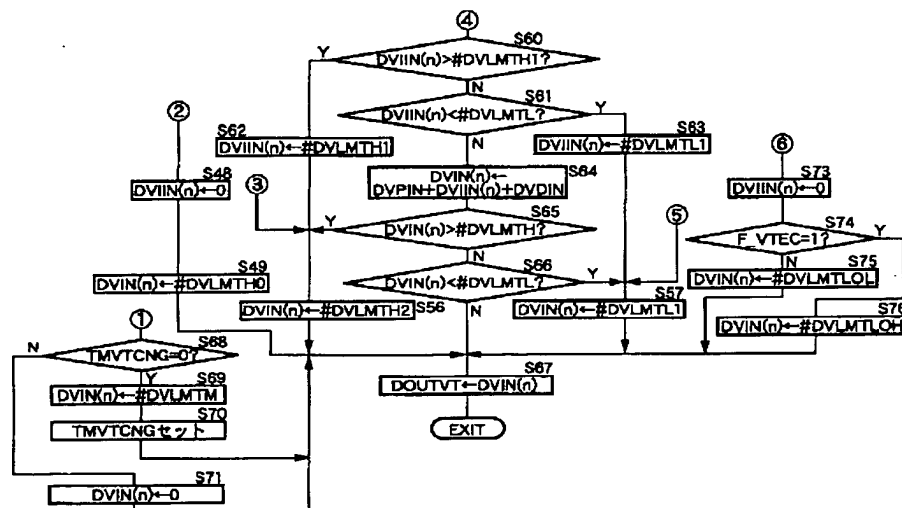 ④
S60
Y
DVIIN(n)>#DVLMTH1?
N
S61
②
DVIIN(n)<#DVLMTL?
Y
S62
DVIIN(n)←#DVLMTH1
N
S63
DVIIN(n)←#DVLMTL1
⑥
S48
DVIIN(n)←0
③
S64
DVIN(n)←
DVPIN+DVIIN(n)+DVDIN
S73
DVIIN(n)←0
S65
Y
DVIN(n)>#DVLMTH?
⑤
S74
F_VTEC=1?
Y
N
S49
DVIN(n)←#DVLMTH0
S66
DVIN(n)<#DVLMTL?
Y
N
S75
DVIN(n)←#DVLMTLOL
DVIN(n)←#DVLMTH2
S56
N
S57
DVIN(n)←#DVLMTL1
S76
DVIN(n)←#DVLMTLOH
①
S68
N
TMVTCNG=0?
Y
S67
DOUTVT←DVIN(n)
S69
DVIN(n)←#DVLMTM
S70
TMVTCNGセット
EXIT
S71
DVIN(n)←0